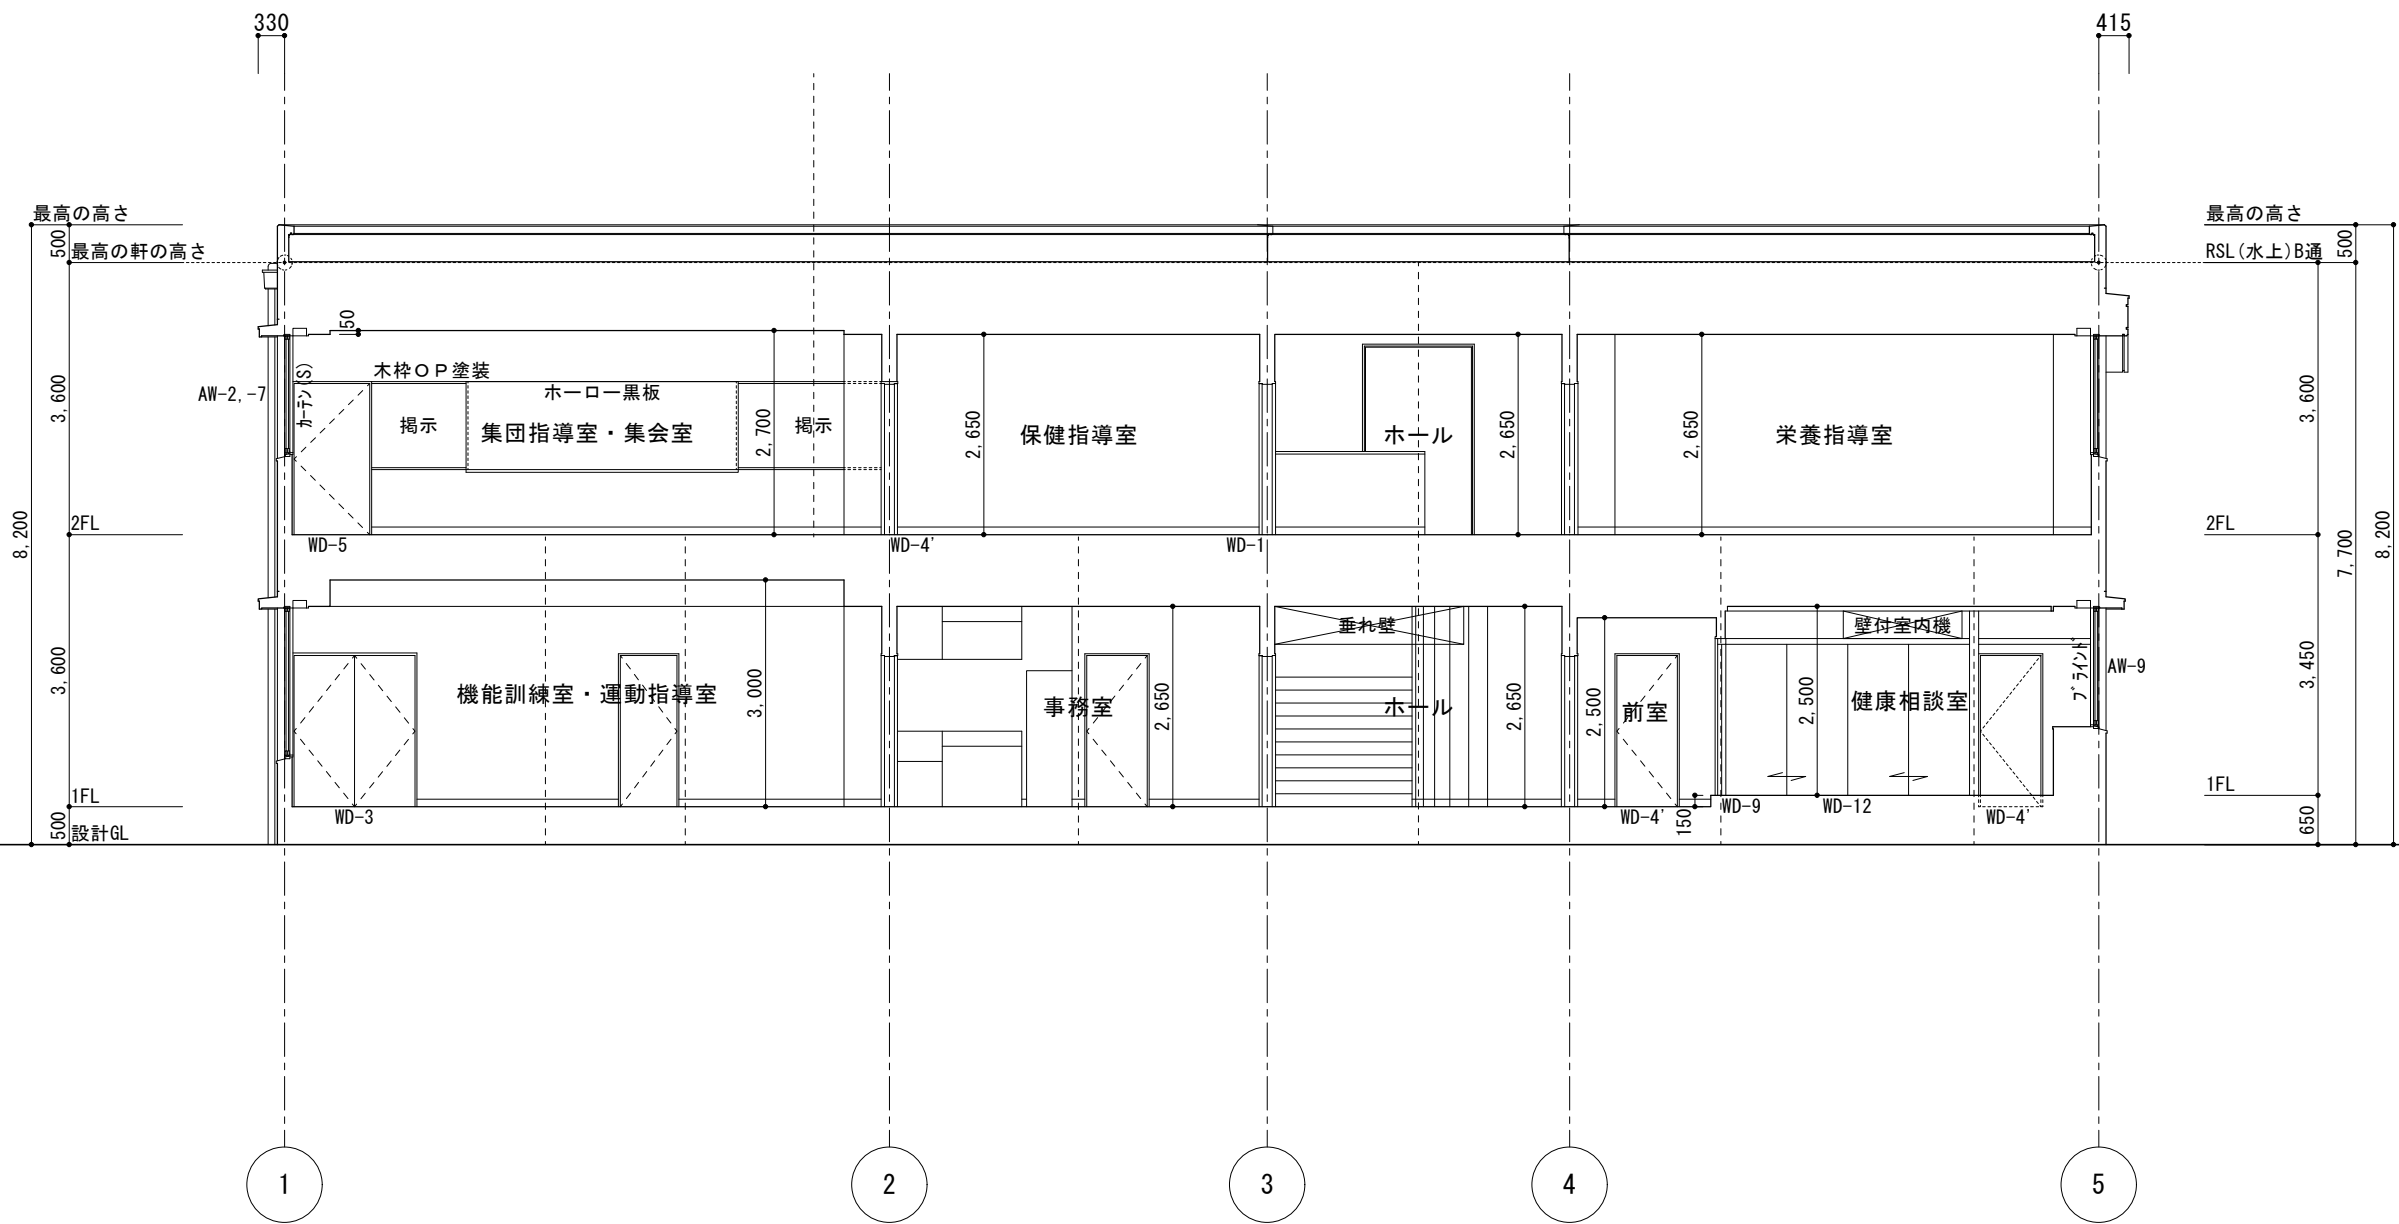 330
415
最高の高さ
最高の高さ
500
最高の軒の高さ
RSL(水上)B通
500
50
木枠OP塗装
カーテン(S)
AW-2,-7
ホーロー黒板
掲示
集団指導室・集会室
掲示
2,700
2,650
保健指導室
ホール
2,650
2,650
栄養指導室
3,600
3,600
8,200
2FL
2FL
WD-5
WD-4'
WD-1
7,700
8,200
垂れ壁
壁付室内機
ブラインド
AW-9
3,600
機能訓練室・運動指導室
3,000
事務室
2,650
ホール
2,650
2,500
前室
2,500
健康相談室
3,450
1FL
1FL
WD-3
WD-4'
150
WD-9
WD-12
WD-4'
500
設計GL
650
1
2
3
4
5